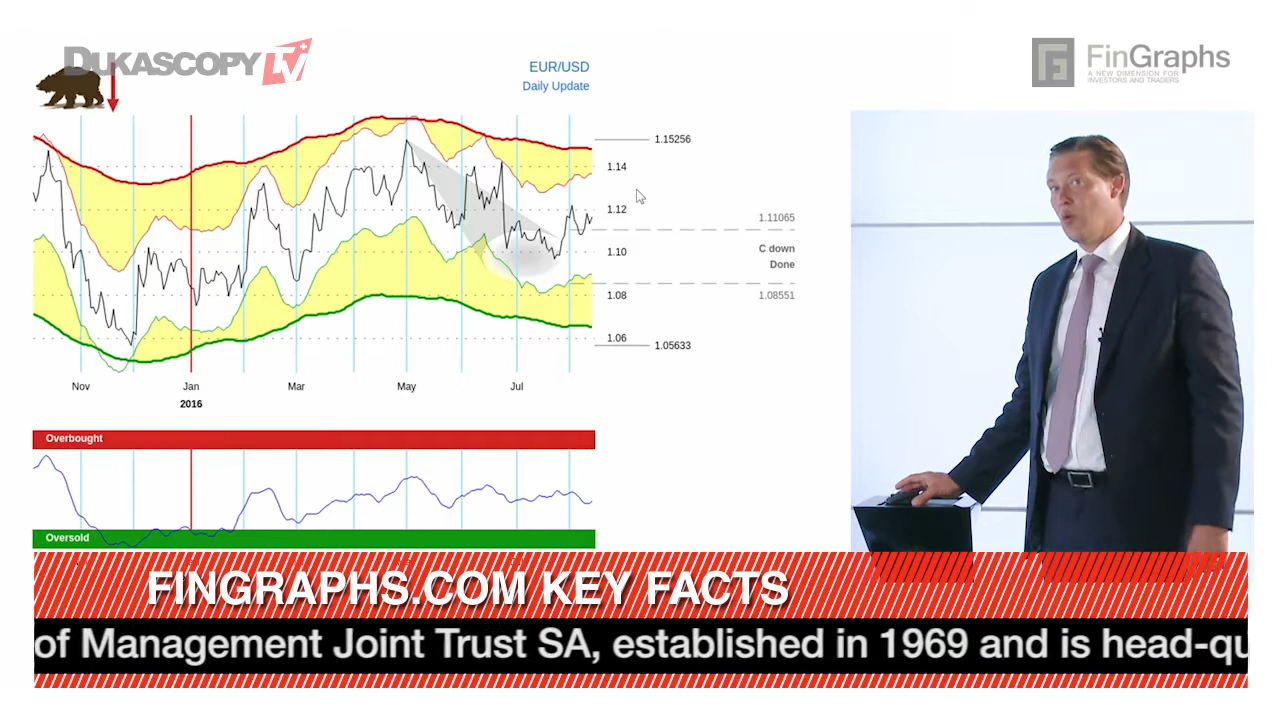 DUKASCOPY TV
FinGraphs
A NEW DIMENSION FOR
INVESTORS AND TRADERS
EUR/USD
Daily Update
1.15256
1.14
1.12
1.11065
C down
1.10
Done
1.08
1.08551
1.06
1.05633
Nov
Jan
Mar
May
Jul
2016
Overbought
Oversold
FINGRAPHS.COM KEY FACTS
of Management Joint Trust SA, established in 1969 and is head-qu